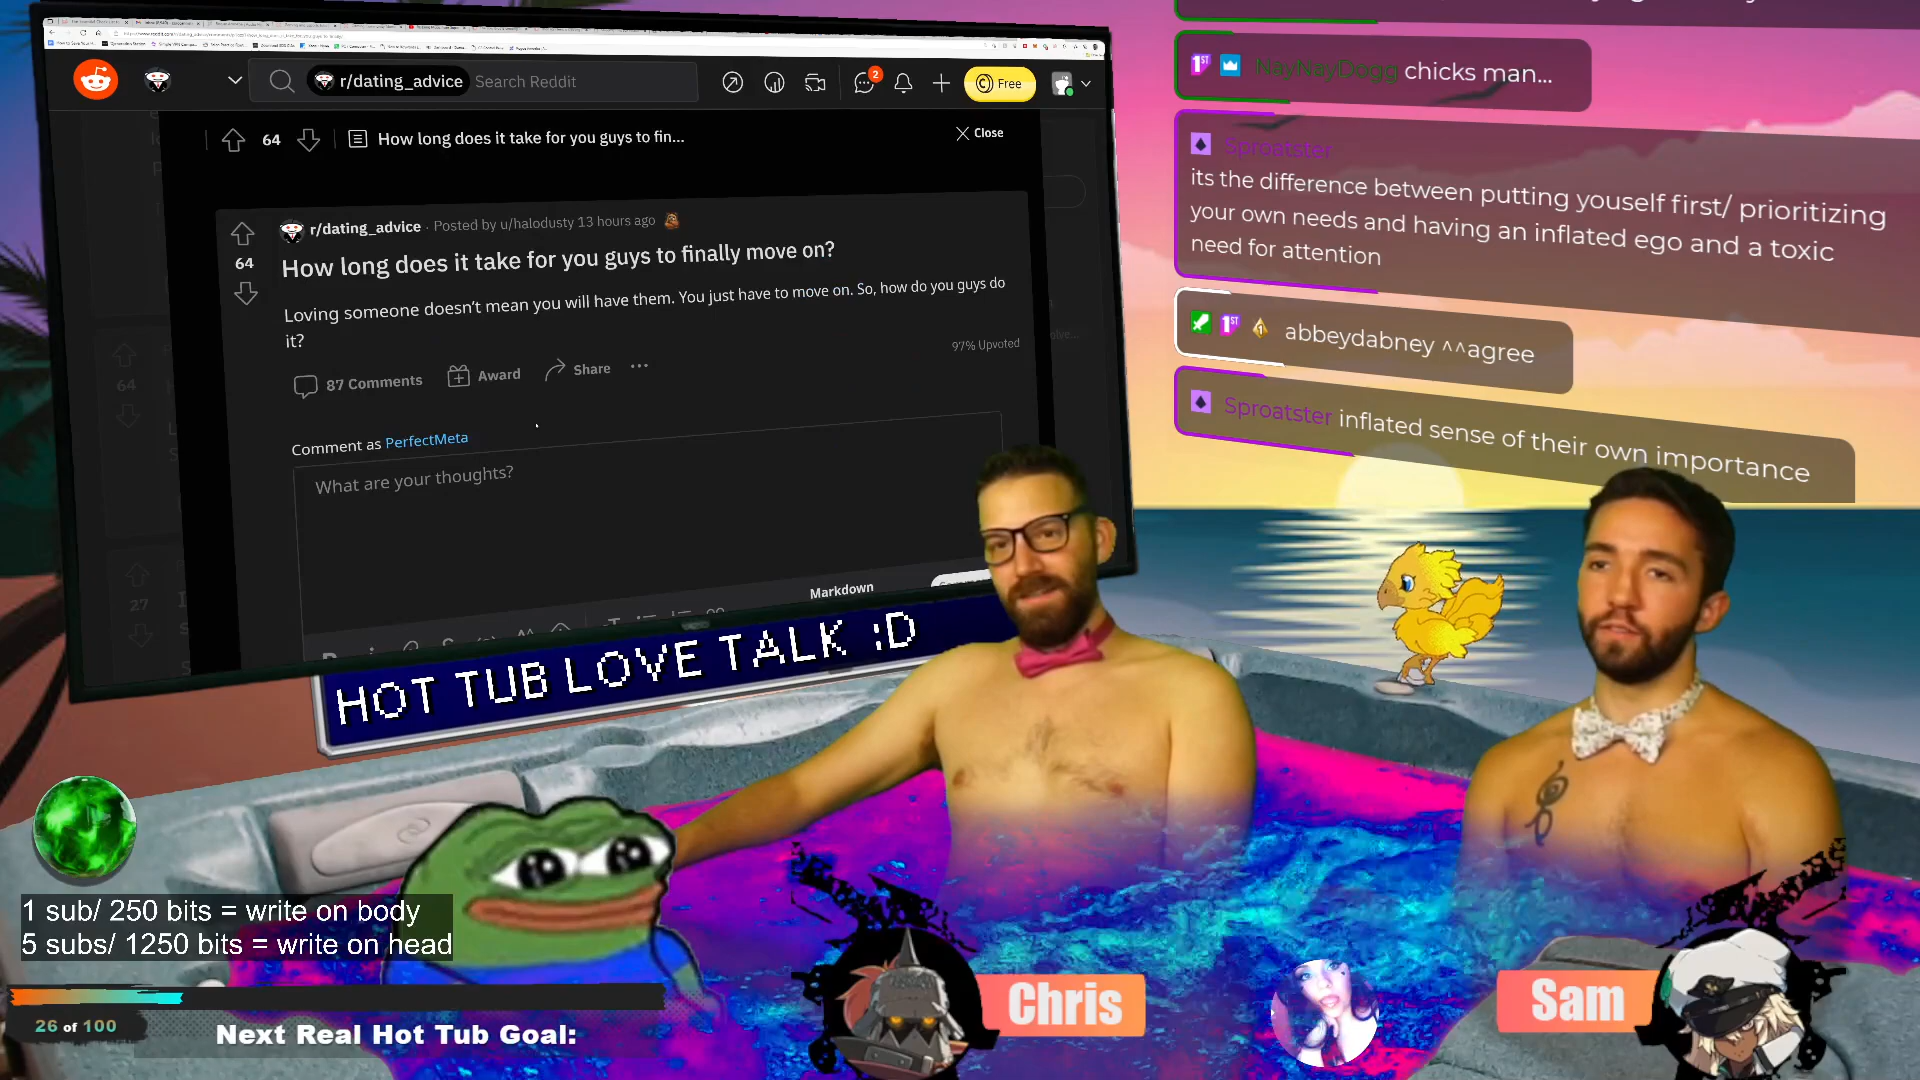 r/dating_advice
Search Reddit
2
Free
64
How long does it take for you guys to fin...
Close
r/dating_advice · Posted by u/halodusty 13 hours ago
64
How long does it take for you guys to finally move on?
Loving someone doesn't mean you will have them. You just have to move on. So, how do you guys do
it?
97% Upvoted
87 Comments
Award
Share
Comment as PerfectMeta
What are your thoughts?
Markdown
64
27
HOT TUB LOVE TALK :D
NayNayDogg chicks man...
Sproatster
its the difference between putting youself first/ prioritizing
your own needs and having an inflated ego and a toxic
need for attention
1ST
abbeydabney ^^agree
Sproatster inflated sense of their own importance
1 sub/ 250 bits = write on body
5 subs/ 1250 bits = write on head
26 of 100
Next Real Hot Tub Goal:
Chris
Sam